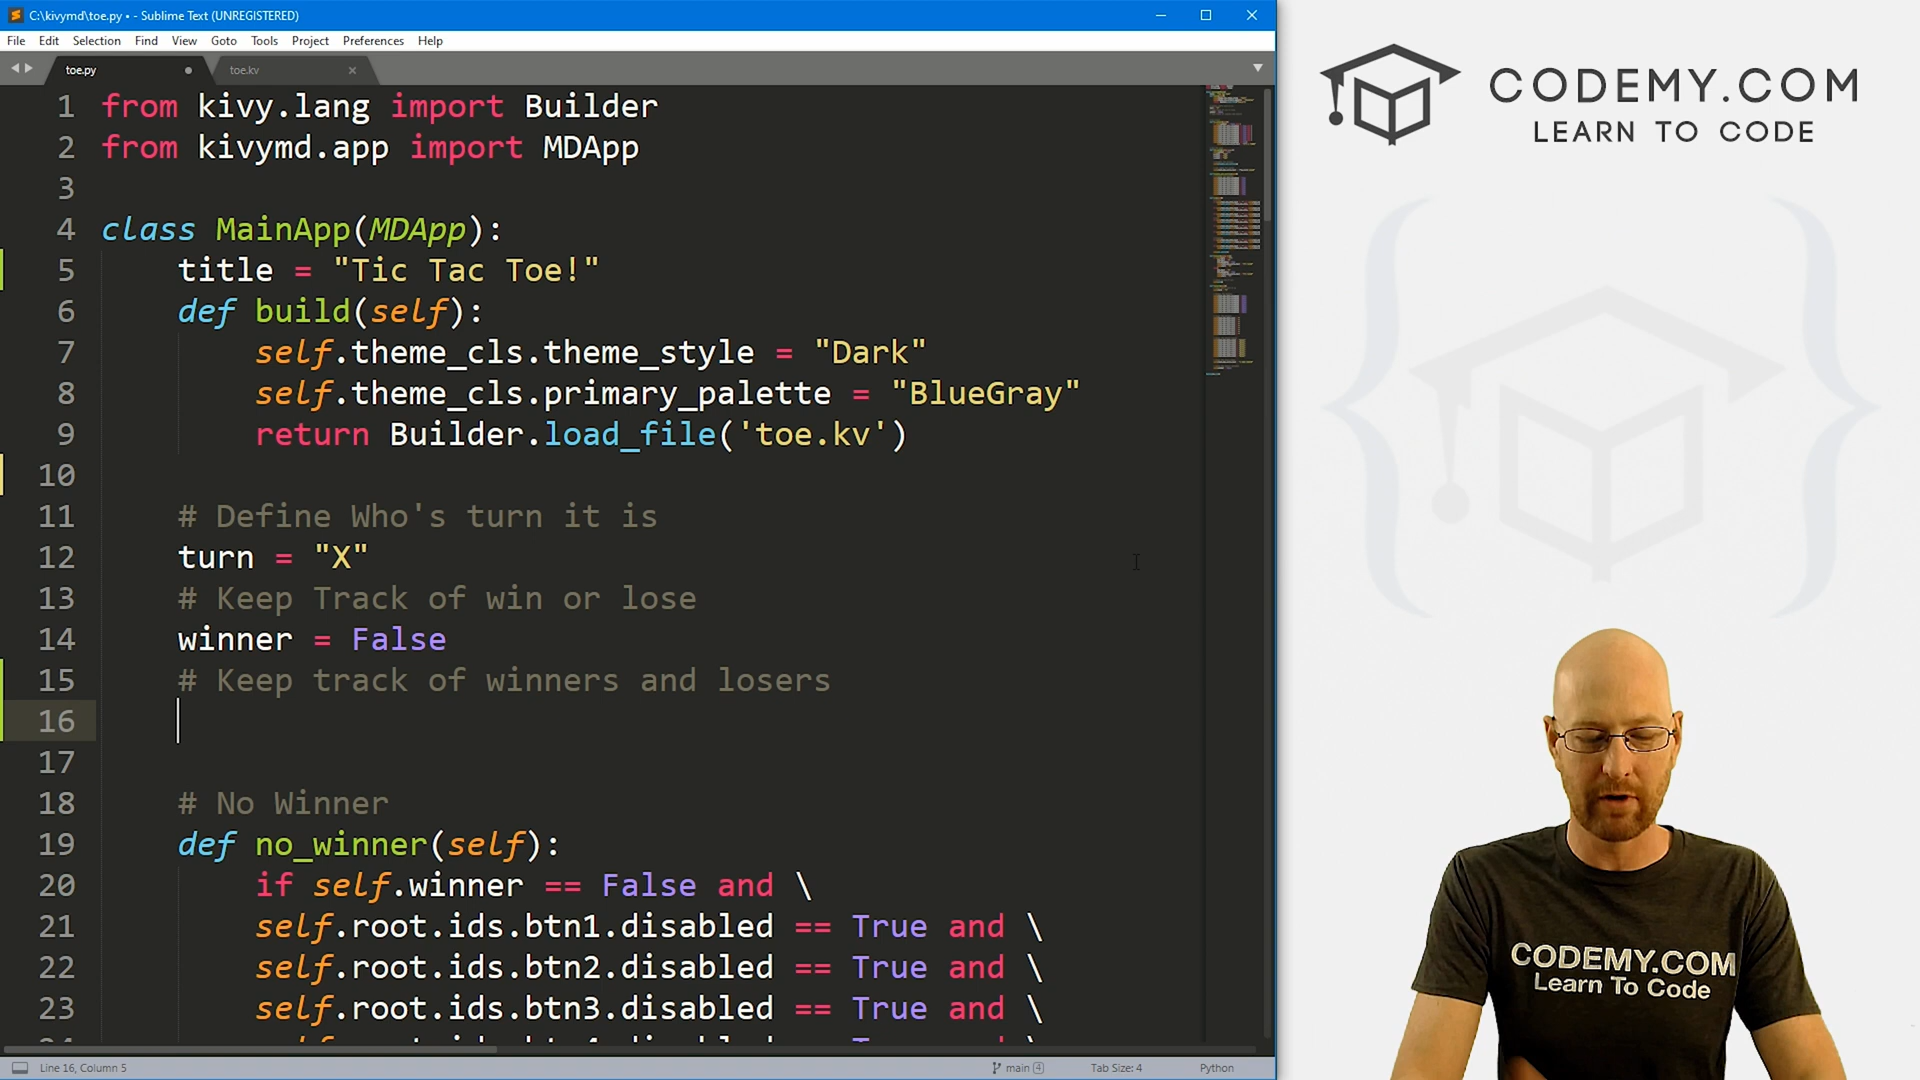 C:\kivymd\toe.py • - Sublime Text (UNREGISTERED)
File Edit Selection Find View Goto Tools Project Preferences Help
toe.py toe.kv
1 from kivy.lang import Builder
2 from kivymd.app import MDApp
3
4 class MainApp(MDApp):
5 title = "Tic Tac Toe!"
6 def build(self):
7 self.theme_cls.theme_style = "Dark"
8 self.theme_cls.primary_palette = "BlueGray"
9 return Builder.load_file('toe.kv')
10
11 # Define Who's turn it is
12 turn = "X"
13 # Keep Track of win or lose
14 winner = False
15 # Keep track of winners and losers
16
17
18 # No Winner
19 def no_winner(self):
20 if self.winner == False and \
21 self.root.ids.btn1.disabled == True and \
22 self.root.ids.btn2.disabled == True and \
23 self.root.ids.btn3.disabled == True and \
Line 16, Column 5 main 4 Tab Size: 4 Python
CODEMY.COM
LEARN TO CODE
CODEMY.COM
Learn To Code